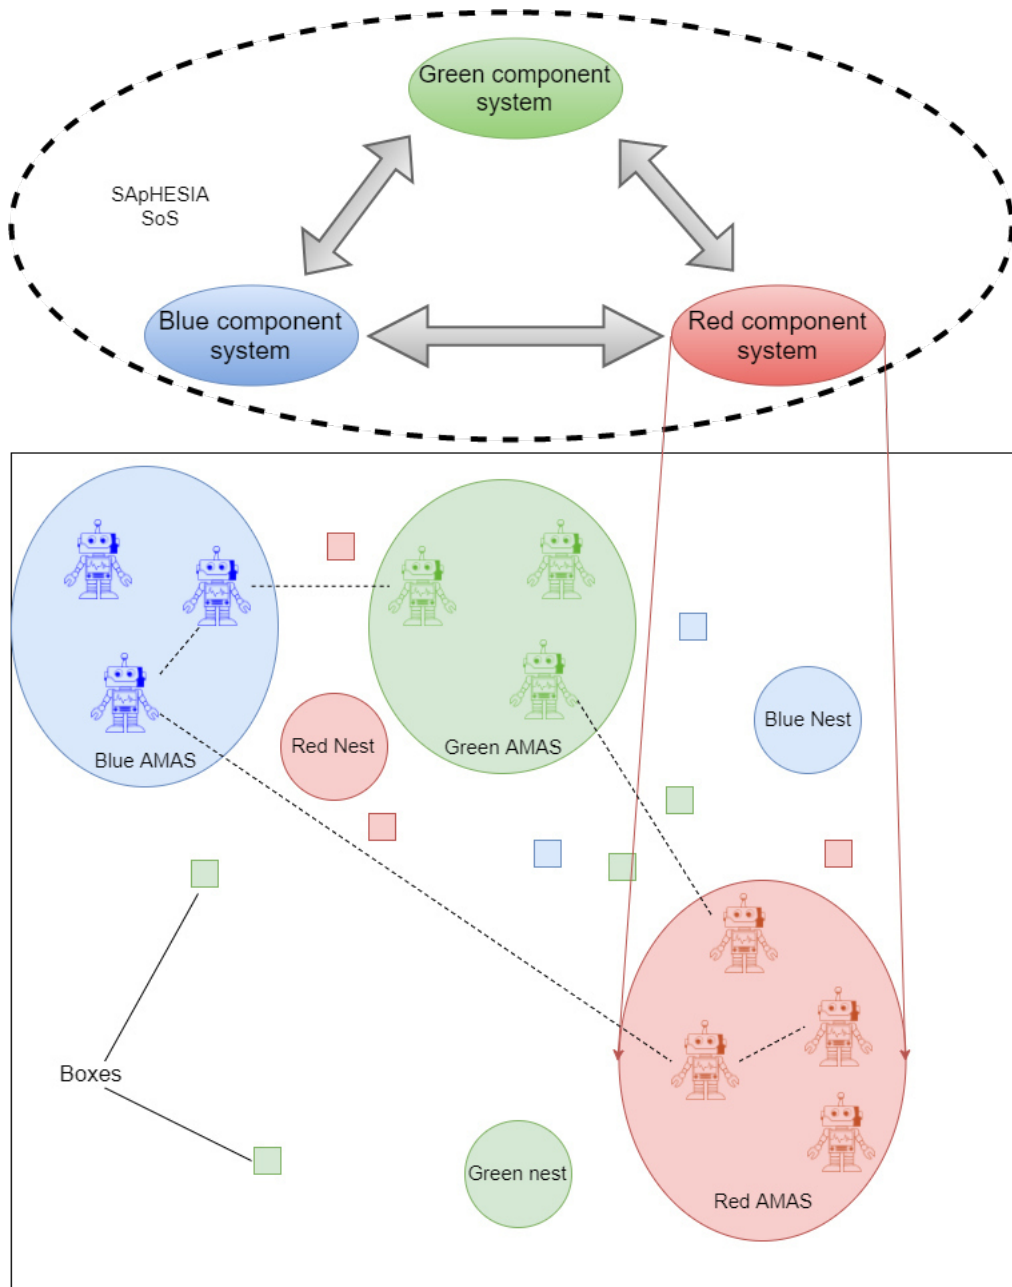 Green component
system
SApHESIA
SoS
Blue component
system
Red component
system
Blue AMAS
Red Nest
Green AMAS
Blue Nest
Boxes
Green nest
Red AMAS